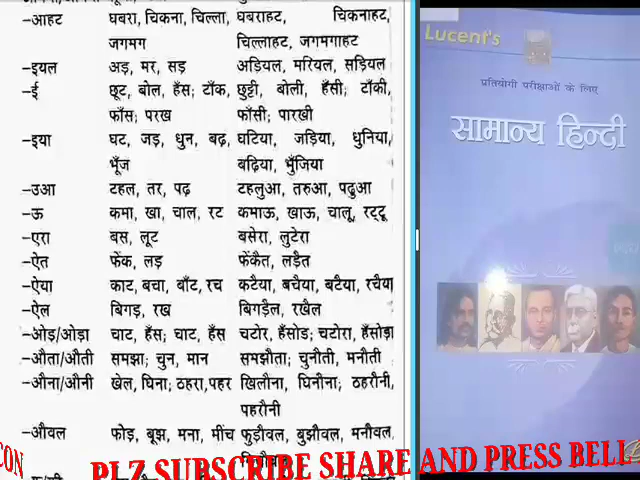 –आहट घबरा, चिकना, चिल्ला, घबराहट, चिकनाहट,
जगमग चिल्लाहट, जगमगाहट
–इयल अड़, मर, सड़ अड़ियल, मरियल, सड़ियल
–ई छूट, बोल, हँस; टाँक, छुट्टी, बोली, हँसी; टाँकी,
फाँस; परख फाँसी; पारखी
–इया घट, जड़, धुन, बढ़, घटिया, जड़िया, धुनिया,
भूँज बढ़िया, भुँजिया
–उआ टहल, तर, पढ़ टहलुआ, तरुआ, पढुआ
–ऊ कमा, खा, चाल, रट कमाऊ, खाऊ, चालू, रट्टू
–एरा बस, लूट बसेरा, लुटेरा
–ऐत फेंक, लड़ फेंकैत, लड़ैत
–ऐया काट, बचा, बाँट, रच कटैया, बचैया, बटैया, रचैया
–ऐल बिगड़, रख बिगड़ैल, रखैल
–ओड़/ओड़ा चाट, हँस; चाट, हँस चटोर, हँसोड; चटोरा, हँसोड़ा
–औता/औती समझा; चुन, मान समझौता; चुनौती, मनौती
–औना/औनी खेल, घिना; ठहरा,पहर खिलौना, घिनौना; ठहरौनी,
पहरौनी
–औवल फोड़, बूझ, मना, मींच फुड़ौवल, बुझौवल, मनौवल,
Lucent's
प्रतियोगी परीक्षाओं के लिए
सामान्य हिन्दी
CON PLZ SUBSCRIBE SHARE AND PRESS BELL